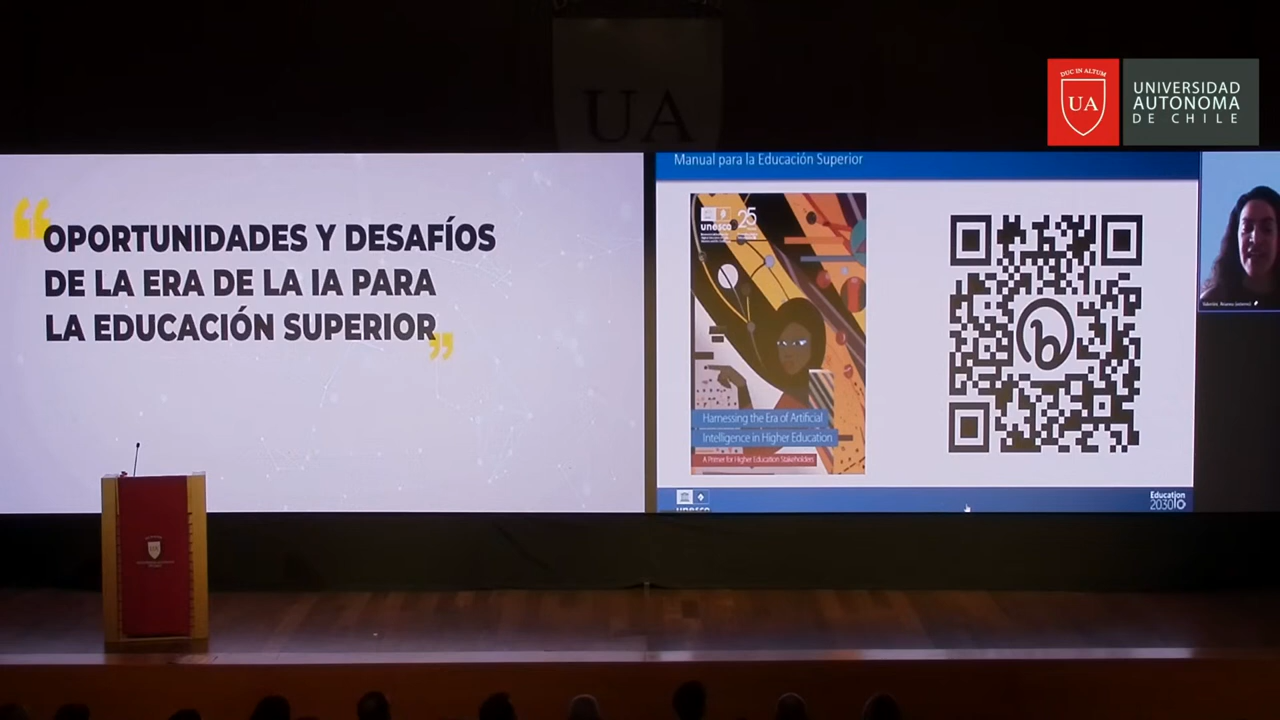 UA
DUC IN ALTUM
UA
UNIVERSIDAD
AUTONOMA
DE CHILE
“OPORTUNIDADES Y DESAFÍOS
DE LA ERA DE LA IA PARA
LA EDUCACIÓN SUPERIOR”
Manual para la Educación Superior
unesco
25
Harnessing the Era of Artificial
Intelligence in Higher Education
A Primer for Higher Education Stakeholders
b
unesco
Education
2030